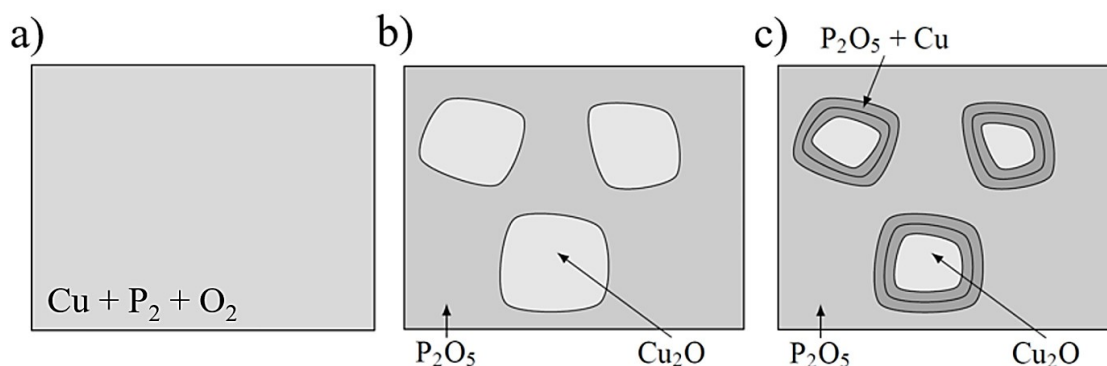 a)
Cu + P₂ + O₂
b)
P₂O₅
Cu₂O
c)
P₂O₅ + Cu
P₂O₅
Cu₂O